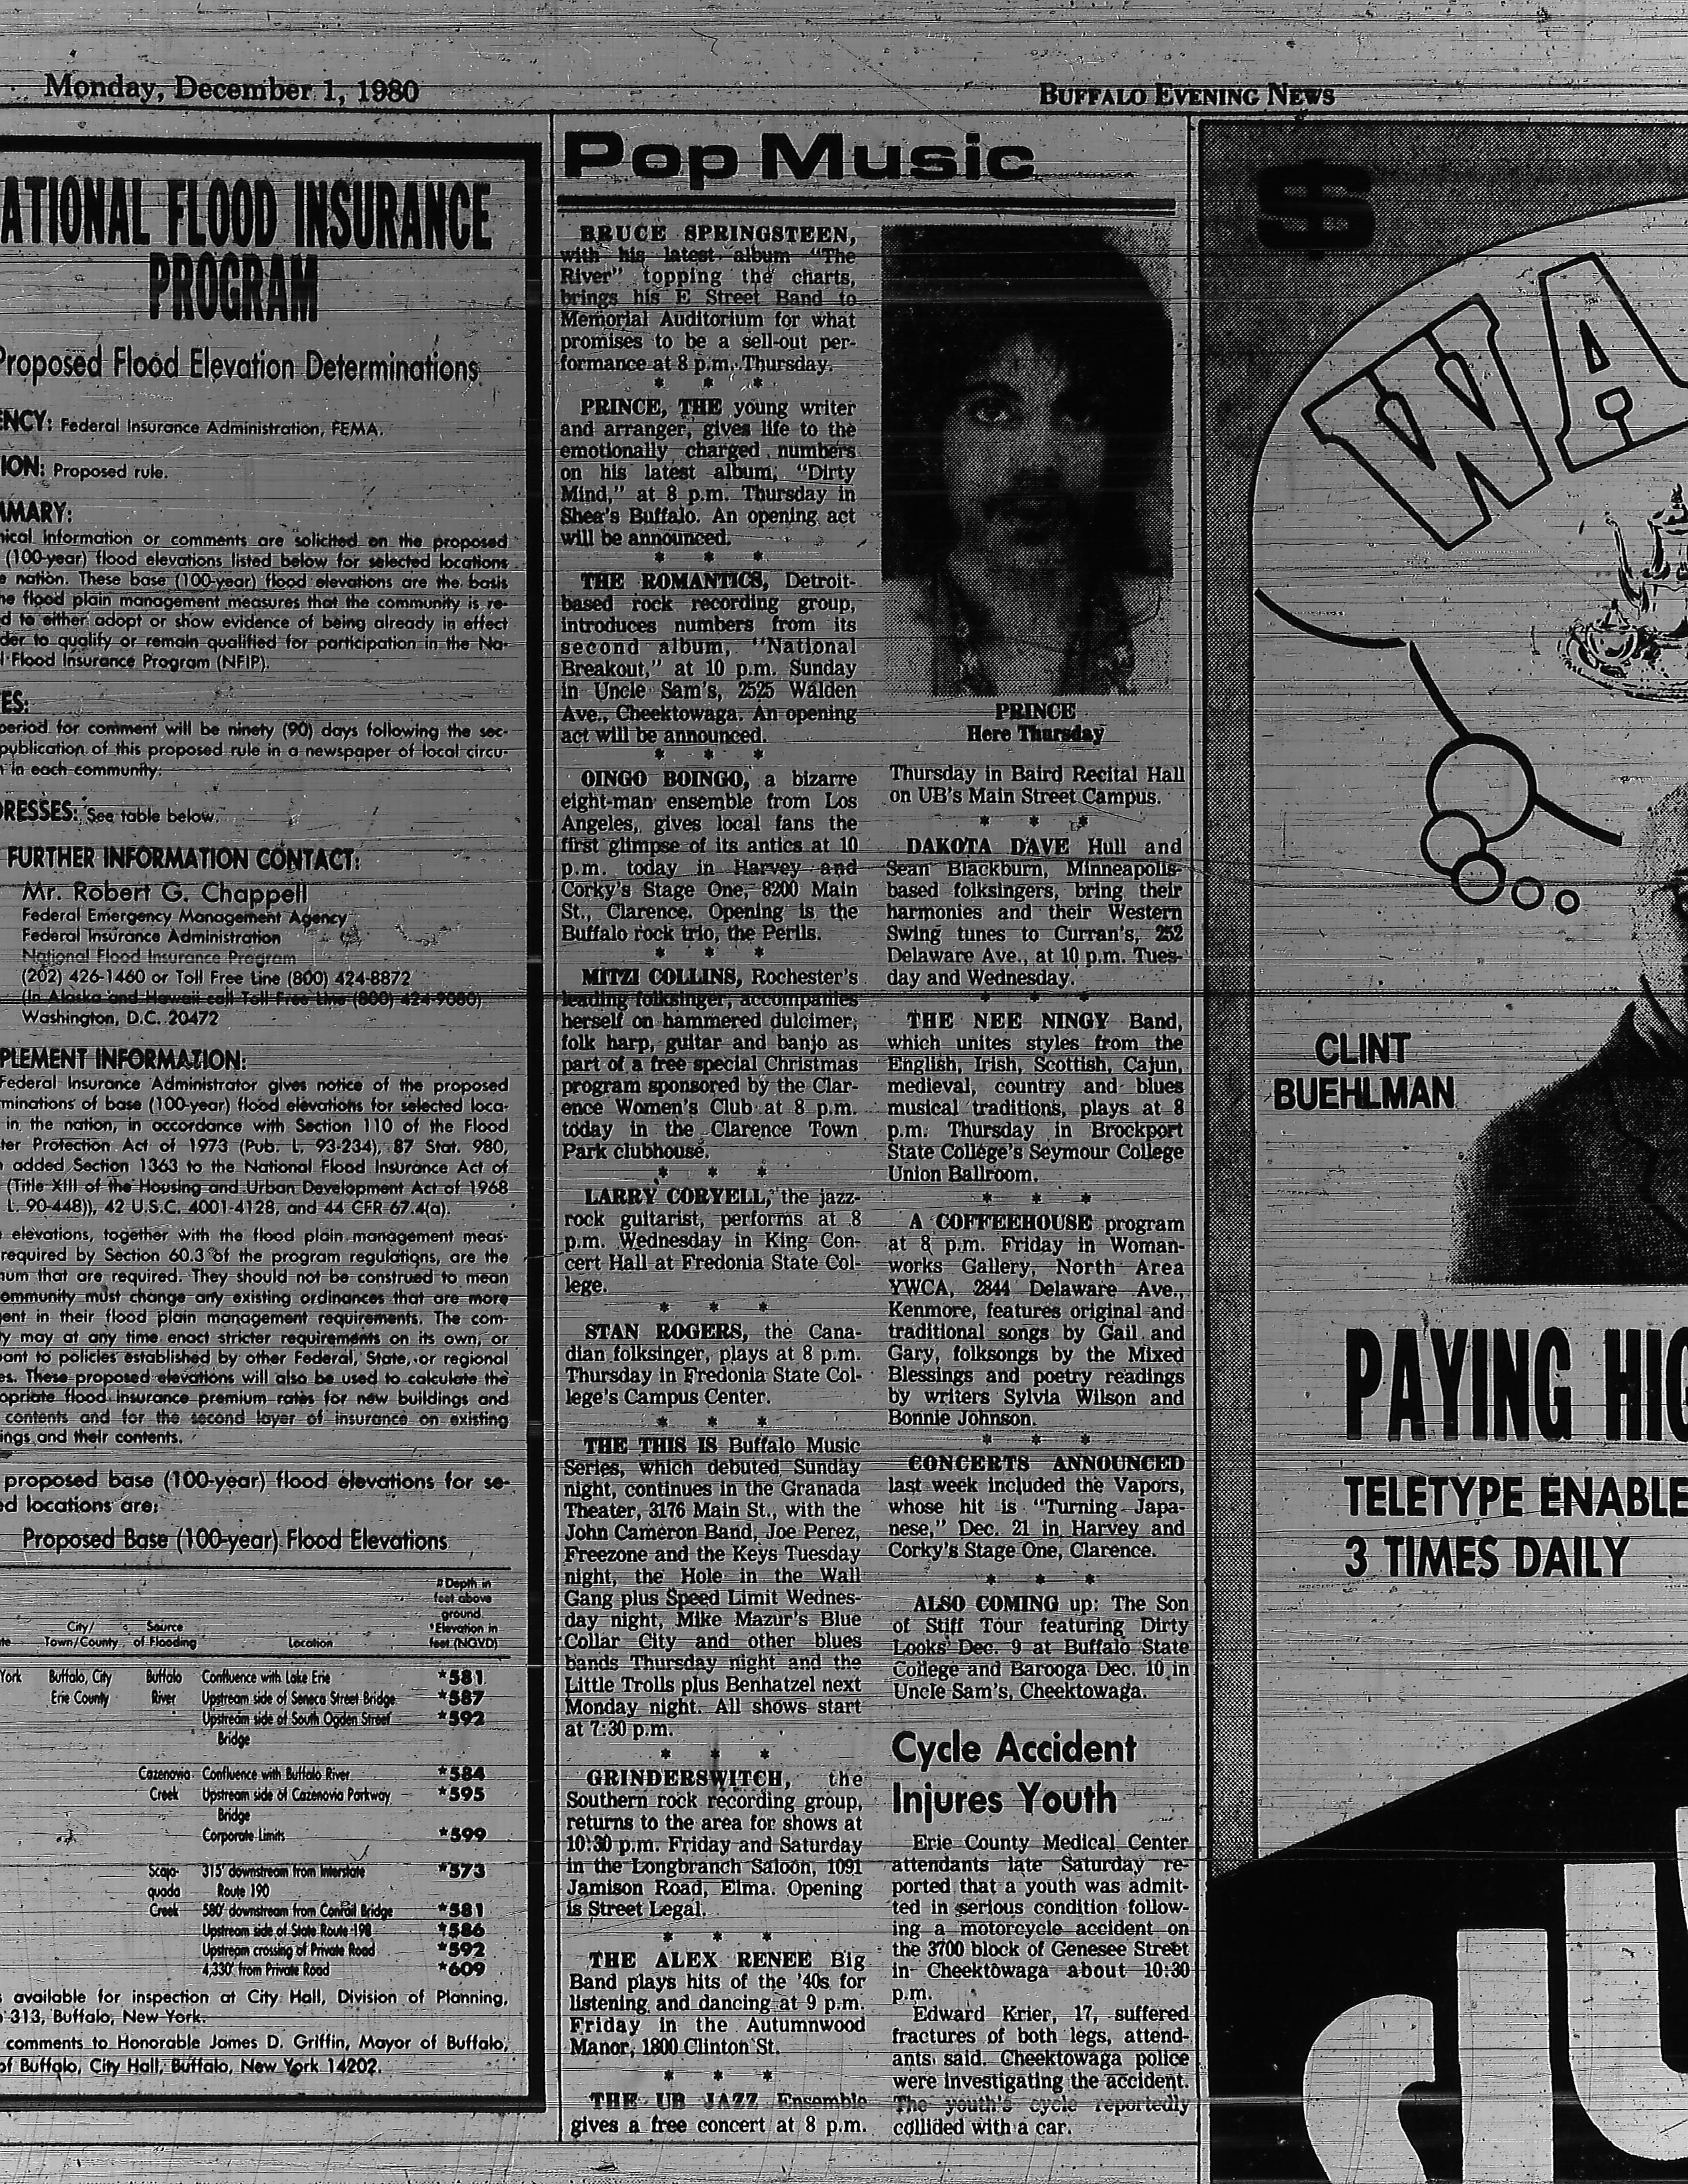 Monday, December 1, 1980
BUFFALO EVENING NEWS
ATIONAL FLOOD INSURANCE
PROGRAM
Proposed Flood Elevation Determinations
ENCY: Federal Insurance Administration, FEMA.
ION: Proposed rule.
MMARY:
nical information or comments are solicited on the proposed
(100-year) flood elevations listed below for selected locations
e nation. These base (100-year) flood elevations are the basis
he flood plain management measures that the community is re-
d to either adopt or show evidence of being already in effect
der to qualify or remain qualified for participation in the Na-
l Flood Insurance Program (NFIP).
ES:
period for comment will be ninety (90) days following the sec-
publication of this proposed rule in a newspaper of local circu-
n in each community.
RESSES: See table below.
FURTHER INFORMATION CONTACT:
Mr. Robert G. Chappell
Federal Emergency Management Agency
Federal Insurance Administration
National Flood Insurance Program
(202) 426-1460 or Toll Free Line (800) 424-8872
(In Alaska and Hawaii call Toll Free Line (800) 424-9080)
Washington, D.C. 20472
PLEMENT INFORMATION:
Federal Insurance Administrator gives notice of the proposed
minations of base (100-year) flood elevations for selected loca-
in the nation, in accordance with Section 110 of the Flood
ter Protection Act of 1973 (Pub. L. 93-234), 87 Stat. 980,
added Section 1363 to the National Flood Insurance Act of
(Title XIII of the Housing and Urban Development Act of 1968
L. 90-448)), 42 U.S.C. 4001-4128, and 44 CFR 67.4(a).
elevations, together with the flood plain management meas-
required by Section 60.3 of the program regulations, are the
um that are required. They should not be construed to mean
ommunity must change any existing ordinances that are more
gent in their flood plain management requirements. The com-
ty may at any time enact stricter requirements on its own, or
uant to policies established by other Federal, State, or regional
es. These proposed elevations will also be used to calculate the
opriate flood insurance premium rates for new buildings and
contents and for the second layer of insurance on existing
ings and their contents.
proposed base (100-year) flood elevations for se-
ed locations are:
Proposed Base (100-year) Flood Elevations
# Depth in
feet above
ground.
City/ Source *Elevation in
te Town/County of Flooding Location feet (NGVD)
York Buffalo, City Buffalo Confluence with Lake Erie *581
Erie County River Upstream side of Seneca Street Bridge *587
Upstream side of South Ogden Street *592
Bridge
Cazenovia Confluence with Buffalo River *584
Creek Upstream side of Cazenovia Parkway *595
Bridge
Corporate Limits *599
Scaja- 315' downstream from Interstate *573
quada Route 190
Creek 580' downstream from Conrail Bridge *581
Upstream side of State Route 198 *586
Upstream crossing of Private Road *592
4,330' from Private Road *609
s available for inspection at City Hall, Division of Planning,
313, Buffalo, New York.
comments to Honorable James D. Griffin, Mayor of Buffalo,
of Buffalo, City Hall, Buffalo, New York 14202.
Pop Music
BRUCE SPRINGSTEEN,
with his latest album "The
River" topping the charts,
brings his E Street Band to
Memorial Auditorium for what
promises to be a sell-out per-
formance at 8 p.m. Thursday.
* * *
PRINCE, THE young writer
and arranger, gives life to the
emotionally charged numbers
on his latest album, "Dirty
Mind," at 8 p.m. Thursday in
Shea's Buffalo. An opening act
will be announced.
* * *
THE ROMANTICS, Detroit-
based rock recording group,
introduces numbers from its
second album, "National
Breakout," at 10 p.m. Sunday
in Uncle Sam's, 2525 Walden
Ave., Cheektowaga. An opening
act will be announced.
* * *
OINGO BOINGO, a bizarre
eight-man ensemble from Los
Angeles, gives local fans the
first glimpse of its antics at 10
p.m. today in Harvey and
Corky's Stage One, 8200 Main
St., Clarence. Opening is the
Buffalo rock trio, the Perils.
* * *
MITZI COLLINS, Rochester's
leading folksinger, accompanies
herself on hammered dulcimer,
folk harp, guitar and banjo as
part of a free special Christmas
program sponsored by the Clar-
ence Women's Club at 8 p.m.
today in the Clarence Town
Park clubhouse.
* * *
LARRY CORYELL, the jazz-
rock guitarist, performs at 8
p.m. Wednesday in King Con-
cert Hall at Fredonia State Col-
lege.
* * *
STAN ROGERS, the Cana-
dian folksinger, plays at 8 p.m.
Thursday in Fredonia State Col-
lege's Campus Center.
* * *
THE THIS IS Buffalo Music
Series, which debuted Sunday
night, continues in the Granada
Theater, 3176 Main St., with the
John Cameron Band, Joe Perez,
Freezone and the Keys Tuesday
night, the Hole in the Wall
Gang plus Speed Limit Wednes-
day night, Mike Mazur's Blue
Collar City and other blues
bands Thursday night and the
Little Trolls plus Benhatzel next
Monday night. All shows start
at 7:30 p.m.
* * *
GRINDERSWITCH, the
Southern rock recording group,
returns to the area for shows at
10:30 p.m. Friday and Saturday
in the Longbranch Saloon, 1091
Jamison Road, Elma. Opening
is Street Legal.
* * *
THE ALEX RENEE Big
Band plays hits of the '40s for
listening and dancing at 9 p.m.
Friday in the Autumnwood
Manor, 1800 Clinton St.
* * *
THE UB JAZZ Ensemble
gives a free concert at 8 p.m.
PRINCE
Here Thursday
Thursday in Baird Recital Hall
on UB's Main Street Campus.
* * *
DAKOTA DAVE Hull and
Sean Blackburn, Minneapolis-
based folksingers, bring their
harmonies and their Western
Swing tunes to Curran's, 252
Delaware Ave., at 10 p.m. Tues-
day and Wednesday.
* * *
THE NEE NINGY Band,
which unites styles from the
English, Irish, Scottish, Cajun,
medieval, country and blues
musical traditions, plays at 8
p.m. Thursday in Brockport
State College's Seymour College
Union Ballroom.
* * *
A COFFEEHOUSE program
at 8 p.m. Friday in Woman-
works Gallery, North Area
YWCA, 2844 Delaware Ave.,
Kenmore, features original and
traditional songs by Gail and
Gary, folksongs by the Mixed
Blessings and poetry readings
by writers Sylvia Wilson and
Bonnie Johnson.
* * *
CONCERTS ANNOUNCED
last week included the Vapors,
whose hit is "Turning Japa-
nese," Dec. 21 in Harvey and
Corky's Stage One, Clarence.
* * *
ALSO COMING up: The Son
of Stiff Tour featuring Dirty
Looks Dec. 9 at Buffalo State
College and Barooga Dec. 10 in
Uncle Sam's, Cheektowaga.
Cycle Accident
Injures Youth
Erie County Medical Center
attendants late Saturday re-
ported that a youth was admit-
ted in serious condition follow-
ing a motorcycle accident on
the 3700 block of Genesee Street
in Cheektowaga about 10:30
p.m.
Edward Krier, 17, suffered
fractures of both legs, attend-
ants said. Cheektowaga police
were investigating the accident.
The youth's cycle reportedly
collided with a car.
$
WA
CLINT
BUEHLMAN
PAYING HIG
TELETYPE ENABLE
3 TIMES DAILY